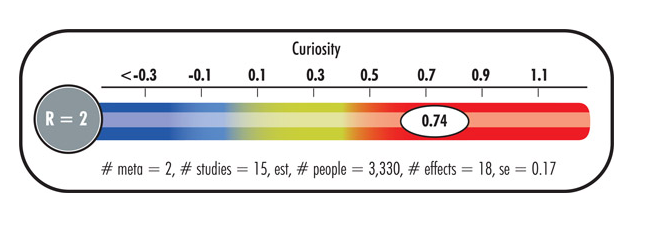 Curiosity
<-0.3 -0.1 0.1 0.3 0.5 0.7 0.9 1.1
R = 2 0.74
# meta = 2, # studies = 15, est, # people = 3,330, # effects = 18, se = 0.17